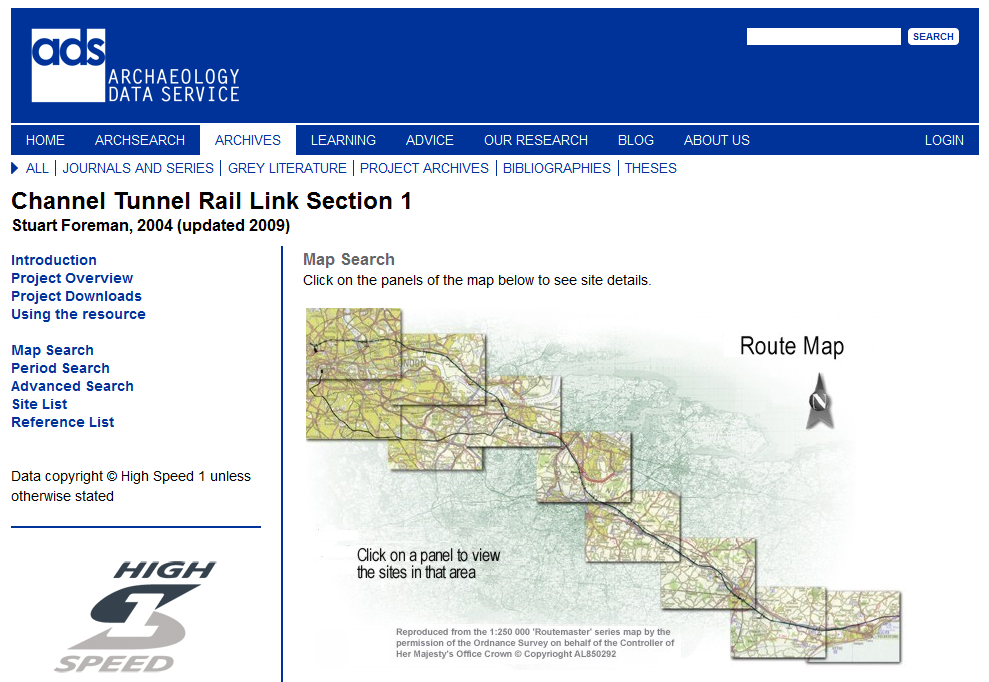 ads
ARCHAEOLOGY
DATA SERVICE
SEARCH
HOME ARCHSEARCH ARCHIVES LEARNING ADVICE OUR RESEARCH BLOG ABOUT US LOGIN
ALL JOURNALS AND SERIES GREY LITERATURE PROJECT ARCHIVES BIBLIOGRAPHIES THESES
Channel Tunnel Rail Link Section 1
Stuart Foreman, 2004 (updated 2009)
Introduction
Project Overview
Project Downloads
Using the resource
Map Search
Period Search
Advanced Search
Site List
Reference List
Data copyright © High Speed 1 unless
otherwise stated
HIGH
1
SPEED
Map Search
Click on the panels of the map below to see site details.
Route Map
N
Click on a panel to view
the sites in that area
Reproduced from the 1:250 000 'Routemaster' series map by the
permission of the Ordnance Survey on behalf of the Controller of
Her Majesty's Office Crown © Copyrioght AL850292